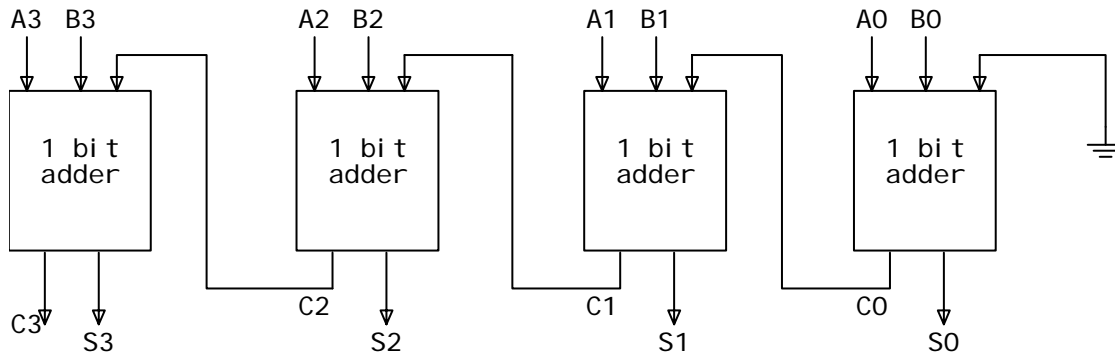 A3 B3 A2 B2 A1 B1 A0 B0
1 bit adder
1 bit adder
1 bit adder
1 bit adder
C3 S3 C2 S2 C1 S1 C0 S0